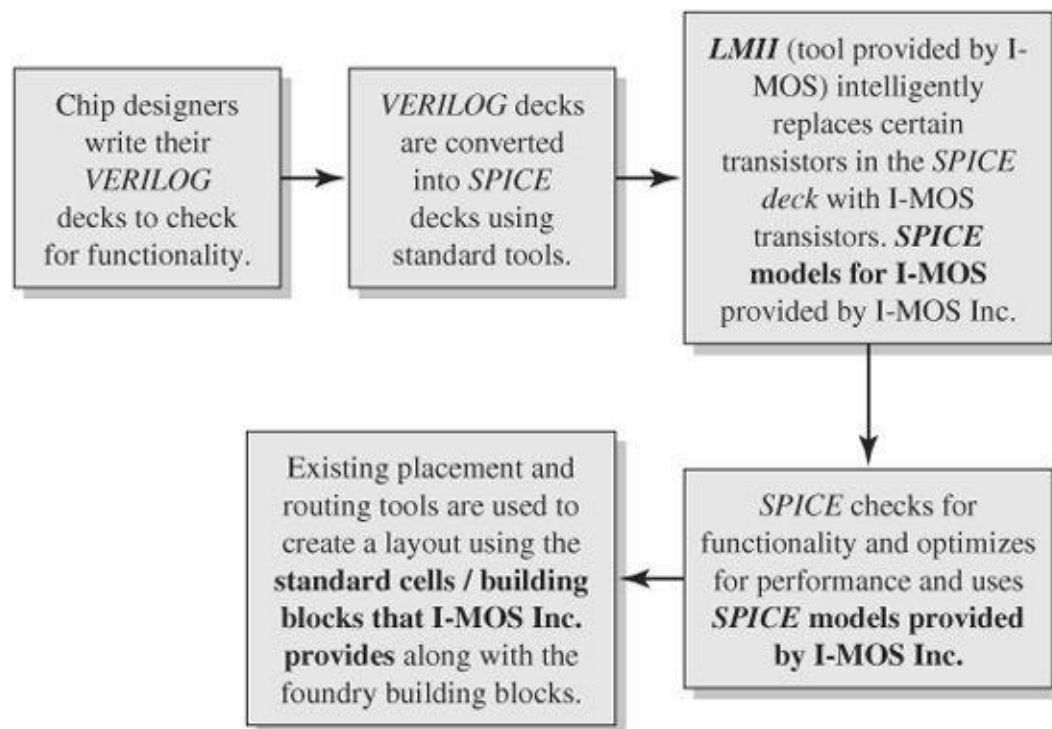 Chip designers
write their
VERILOG
decks to check
for functionality.
VERILOG decks
are converted
into SPICE
decks using
standard tools.
LMII (tool provided by I-
MOS) intelligently
replaces certain
transistors in the SPICE
deck with I-MOS
transistors. SPICE
models for I-MOS
provided by I-MOS Inc.
SPICE checks for
functionality and optimizes
for performance and uses
SPICE models provided
by I-MOS Inc.
Existing placement and
routing tools are used to
create a layout using the
standard cells / building
blocks that I-MOS Inc.
provides along with the
foundry building blocks.